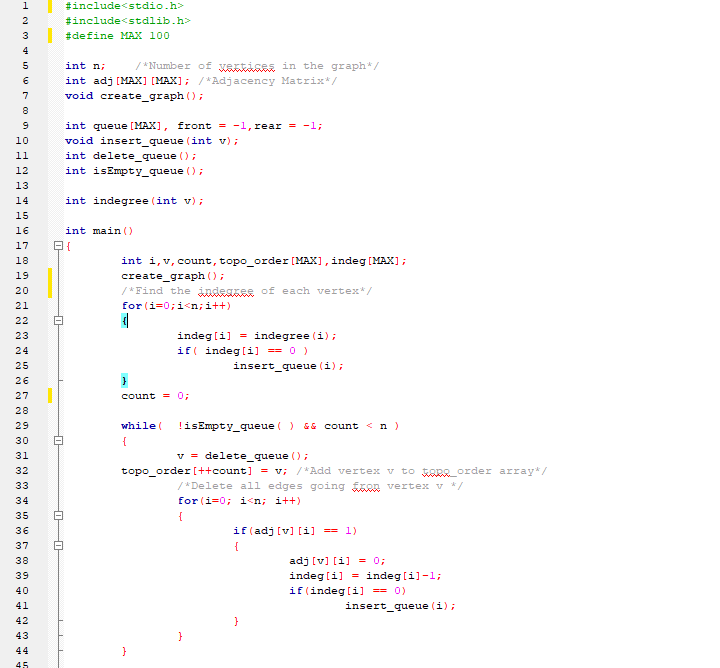 1 #include<stdio.h>
2 #include<stdlib.h>
3 #define MAX 100
4
5 int n; /*Number of vertices in the graph*/
6 int adj[MAX][MAX]; /*Adjacency Matrix*/
7 void create_graph();
8
9 int queue[MAX], front = -1,rear = -1;
10 void insert_queue(int v);
11 int delete_queue();
12 int isEmpty_queue();
13
14 int indegree(int v);
15
16 int main()
17 {
18 int i,v,count,topo_order[MAX],indeg[MAX];
19 create_graph();
20 /*Find the indegree of each vertex*/
21 for(i=0;i<n;i++)
22 {
23 indeg[i] = indegree(i);
24 if( indeg[i] == 0 )
25 insert_queue(i);
26 }
27 count = 0;
28
29 while( !isEmpty_queue( ) && count < n )
30 {
31 v = delete_queue();
32 topo_order[++count] = v; /*Add vertex v to topo_order array*/
33 /*Delete all edges going fron vertex v */
34 for(i=0; i<n; i++)
35 {
36 if(adj[v][i] == 1)
37 {
38 adj[v][i] = 0;
39 indeg[i] = indeg[i]-1;
40 if(indeg[i] == 0)
41 insert_queue(i);
42 }
43 }
44 }
45